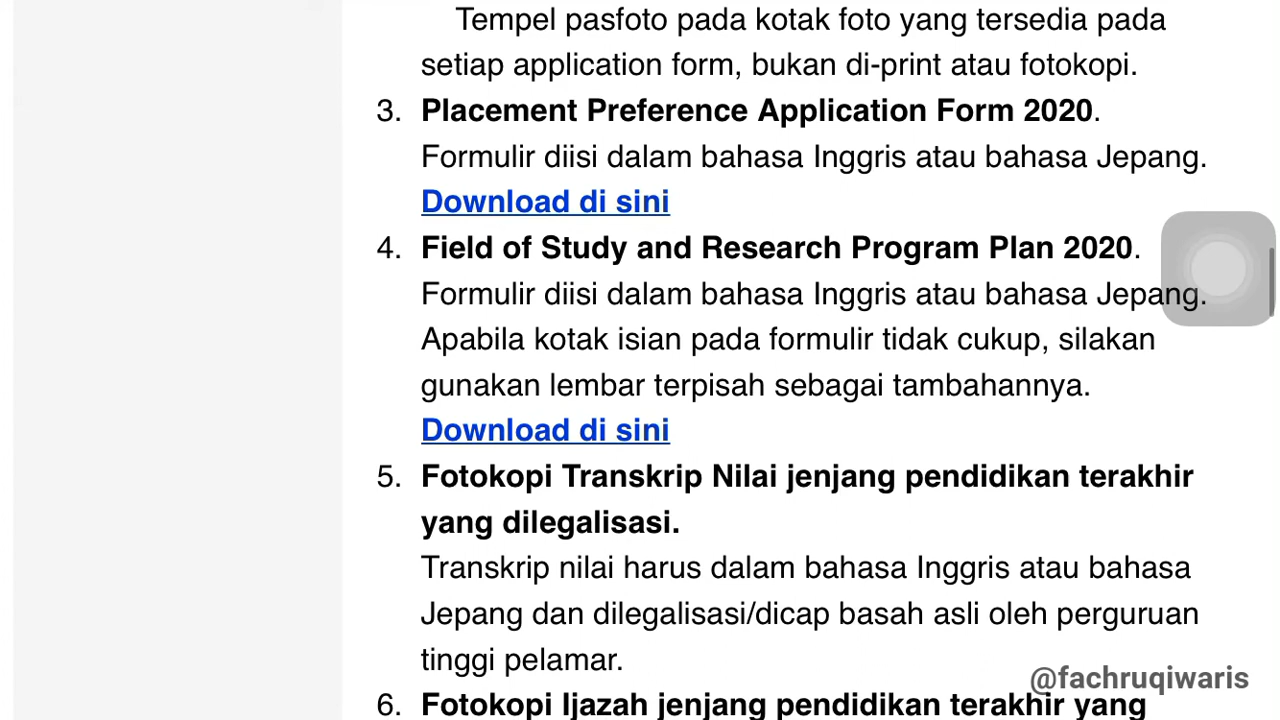 Tempel pasfoto pada kotak foto yang tersedia pada
setiap application form, bukan di-print atau fotokopi.
3. Placement Preference Application Form 2020.
Formulir diisi dalam bahasa Inggris atau bahasa Jepang.
Download di sini
4. Field of Study and Research Program Plan 2020.
Formulir diisi dalam bahasa Inggris atau bahasa Jepang.
Apabila kotak isian pada formulir tidak cukup, silakan
gunakan lembar terpisah sebagai tambahannya.
Download di sini
5. Fotokopi Transkrip Nilai jenjang pendidikan terakhir
yang dilegalisasi.
Transkrip nilai harus dalam bahasa Inggris atau bahasa
Jepang dan dilegalisasi/dicap basah asli oleh perguruan
tinggi pelamar.
@fachruqiwaris
6. Fotokopi Ijazah jenjang pendidikan terakhir yang